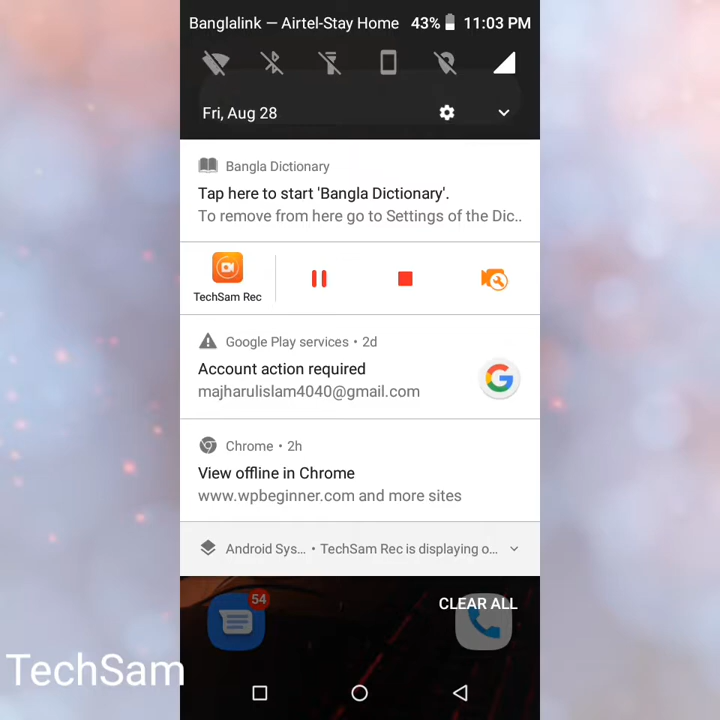 Banglalink — Airtel-Stay Home 43% 11:03 PM
Fri, Aug 28
Bangla Dictionary
Tap here to start 'Bangla Dictionary'.
To remove from here go to Settings of the Dic..
TechSam Rec
Google Play services • 2d
Account action required
majharulislam4040@gmail.com
Chrome • 2h
View offline in Chrome
www.wpbeginner.com and more sites
Android Sys... • TechSam Rec is displaying o...
54
CLEAR ALL
TechSam